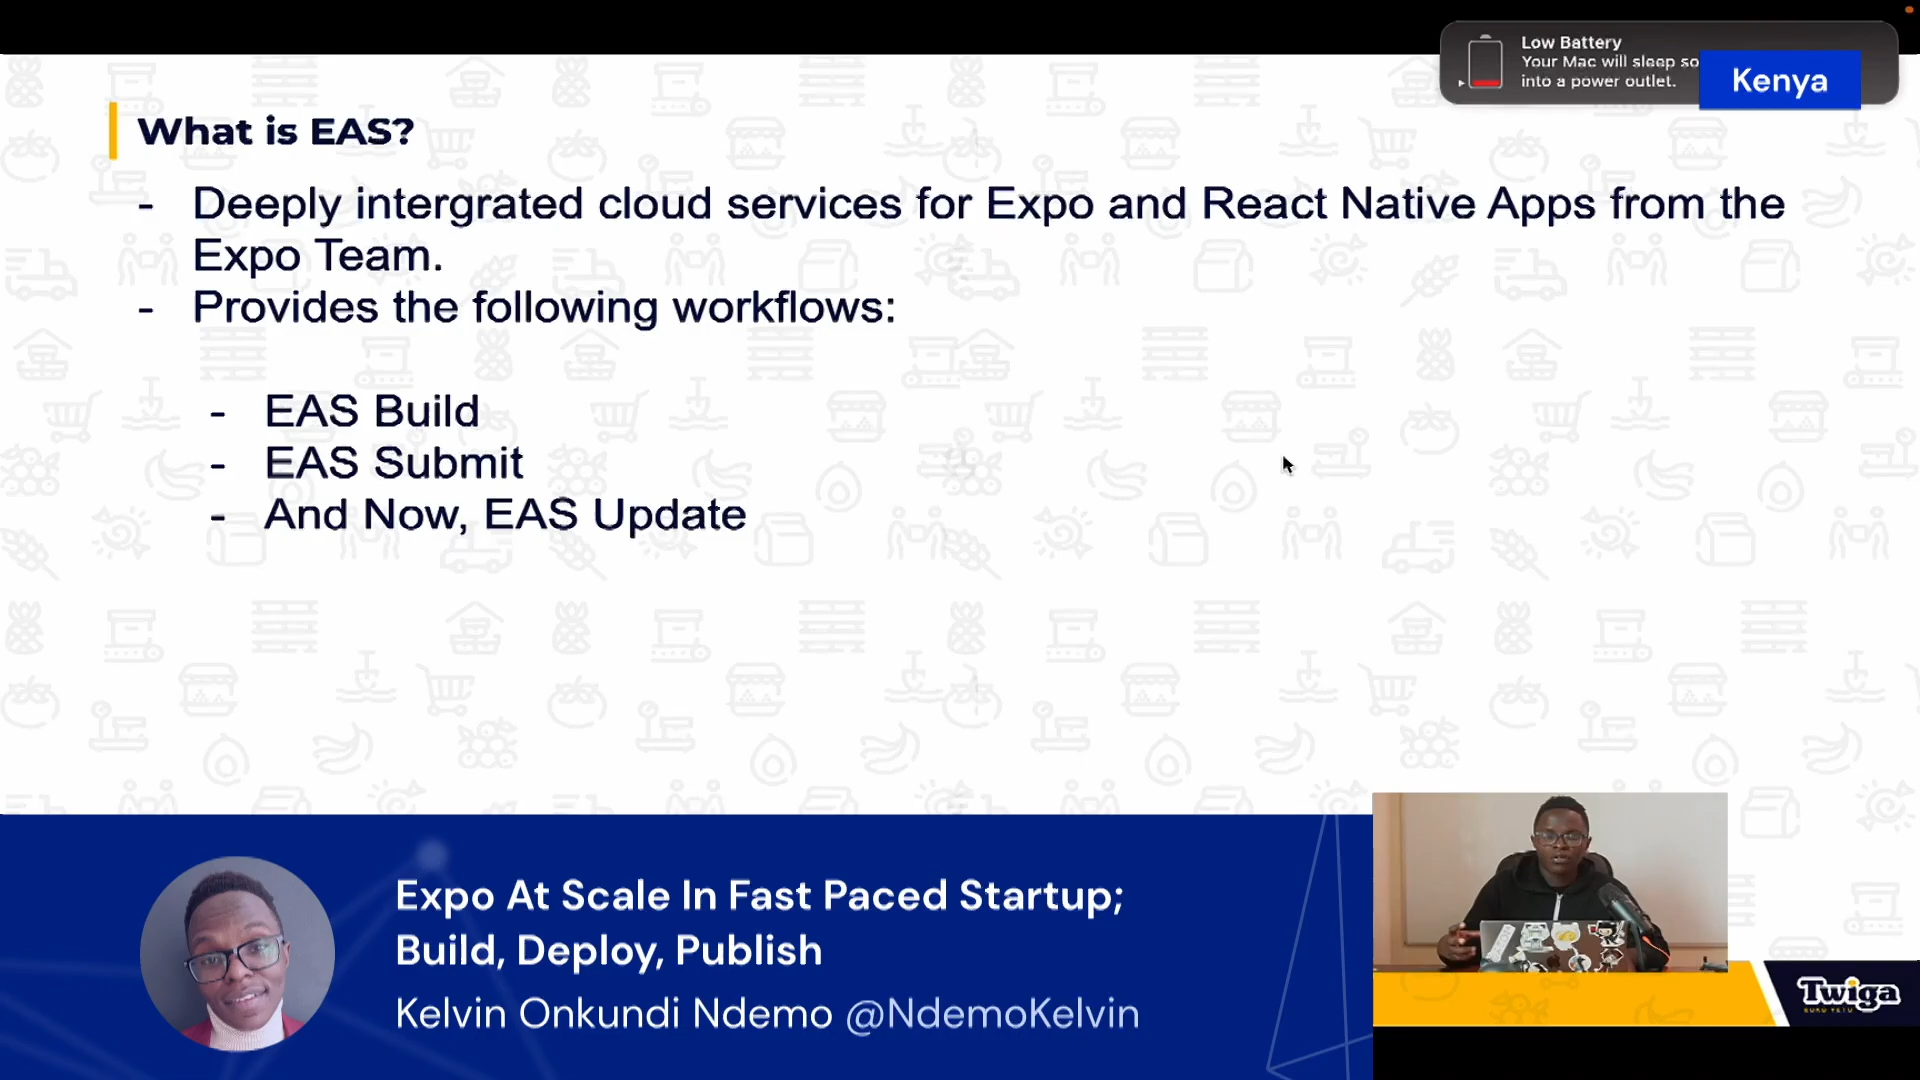 Low Battery
Your Mac will sleep so
into a power outlet.
Kenya
What is EAS?
- Deeply intergrated cloud services for Expo and React Native Apps from the
Expo Team.
- Provides the following workflows:
- EAS Build
- EAS Submit
- And Now, EAS Update
Expo At Scale In Fast Paced Startup;
Build, Deploy, Publish
Kelvin Onkundi Ndemo @NdemoKelvin
Twiga